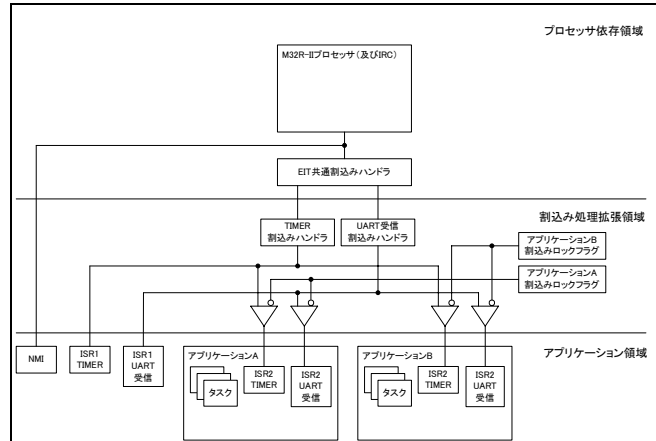 プロセッサ依存領域
M32R-IIプロセッサ(及びIRC)
EIT共通割込みハンドラ
割込み処理拡張領域
TIMER
割込みハンドラ
UART受信
割込みハンドラ
アプリケーションB
割込みロックフラグ
アプリケーションA
割込みロックフラグ
アプリケーション領域
NMI
ISR1
TIMER
ISR1
UART
受信
アプリケーションA
タスク
ISR2
TIMER
ISR2
UART
受信
アプリケーションB
タスク
ISR2
TIMER
ISR2
UART
受信